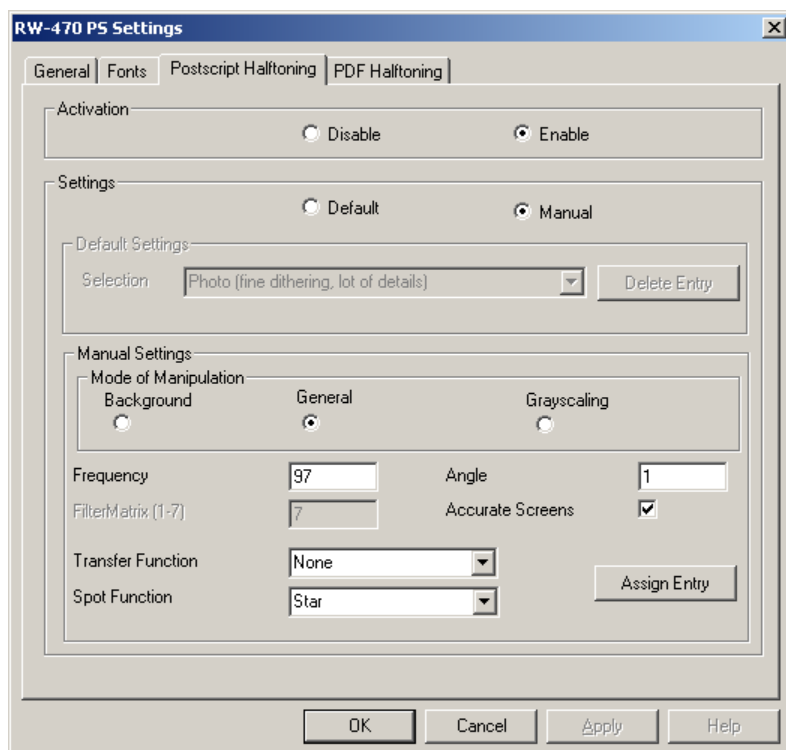 RW-470 PS Settings
General Fonts Postscript Halftoning PDF Halftoning
Activation
Disable Enable
Settings
Default Manual
Default Settings
Selection Photo (fine dithering, lot of details) Delete Entry
Manual Settings
Mode of Manipulation
Background General Grayscaling
Frequency 97 Angle 1
FilterMatrix (1-7) 7 Accurate Screens
Transfer Function None
Assign Entry
Spot Function Star
OK Cancel Apply Help